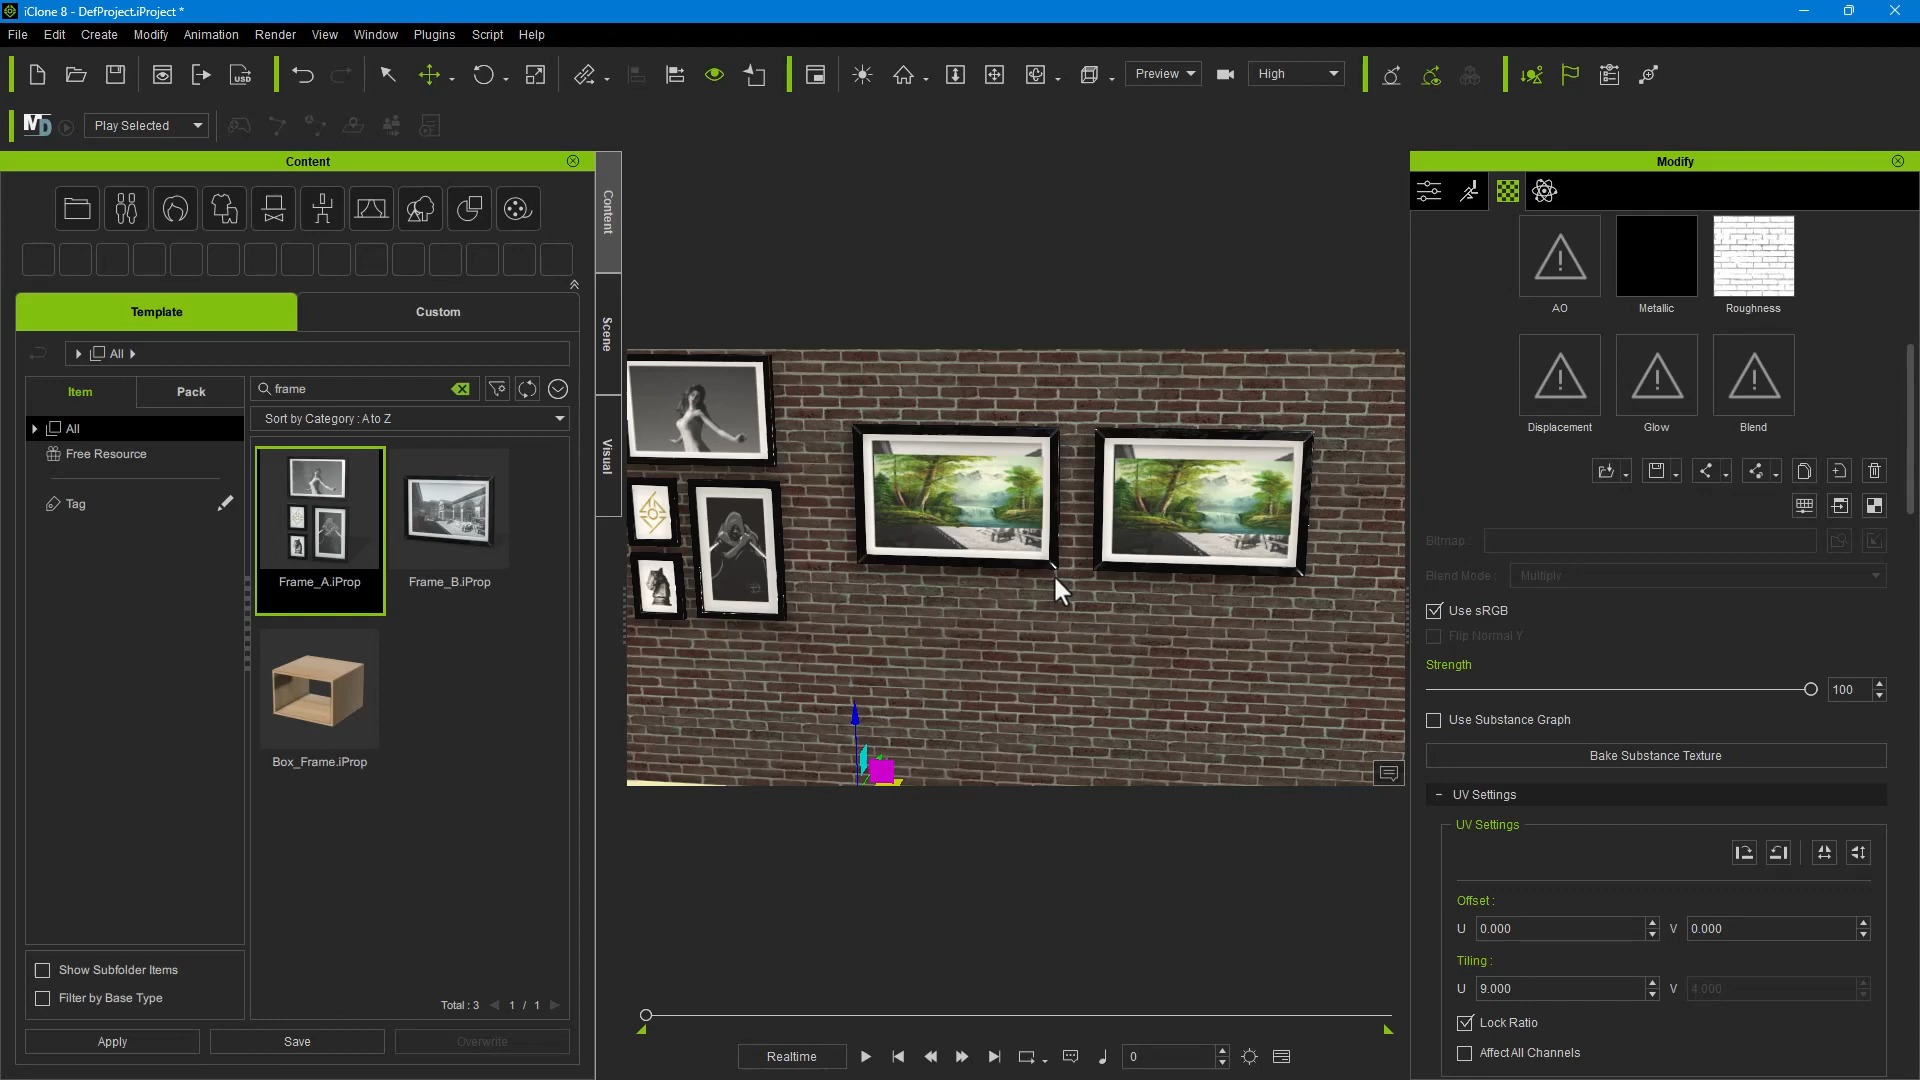 iClone 8 - DefProject.iProject *
File Edit Create Modify Animation Render View Window Plugins Script Help
USD
Preview
High
MD
Play Selected
Content
Template
Custom
All
Item
Pack
frame
Sort by Category : A to Z
All
Free Resource
Tag
Frame_A.iProp
Frame_B.iProp
Box_Frame.iProp
Show Subfolder Items
Filter by Base Type
Total : 3
1 / 1
Apply
Save
Overwrite
Content
Scene
Visual
Realtime
0
Modify
AO
Metallic
Roughness
Displacement
Glow
Blend
Bitmap :
Blend Mode :
Multiply
Use sRGB
Flip Normal Y
Strength
100
Use Substance Graph
Bake Substance Texture
UV Settings
UV Settings
Offset :
U 0.000
V 0.000
Tiling :
U 9.000
V 4.000
Lock Ratio
Affect All Channels